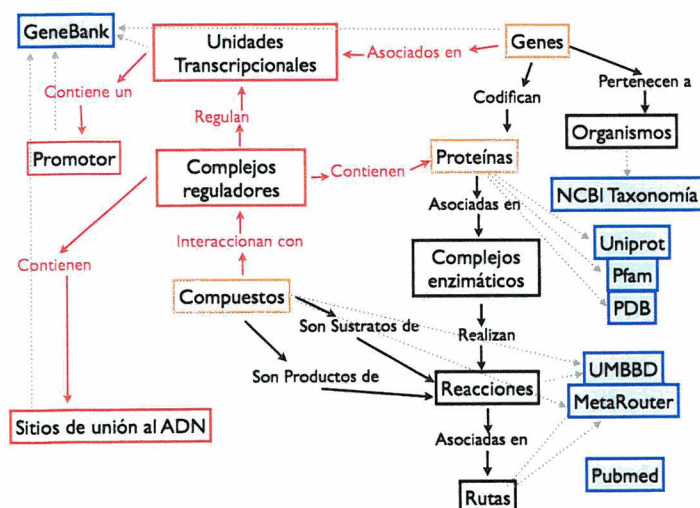 GeneBank
Unidades
Transcripcionales
Asociados en
Genes
Contiene un
Pertenecen a
Codifican
Regulan
Organismos
Promotor
Complejos
reguladores
Contienen
Proteínas
NCBI Taxonomía
Asociadas en
Uniprot
Interaccionan con
Contienen
Complejos
enzimáticos
Pfam
Compuestos
PDB
Son Sustratos de
Realizan
UMBBD
Son Productos de
Reacciones
MetaRouter
Sitios de unión al ADN
Asociadas en
Pubmed
Rutas